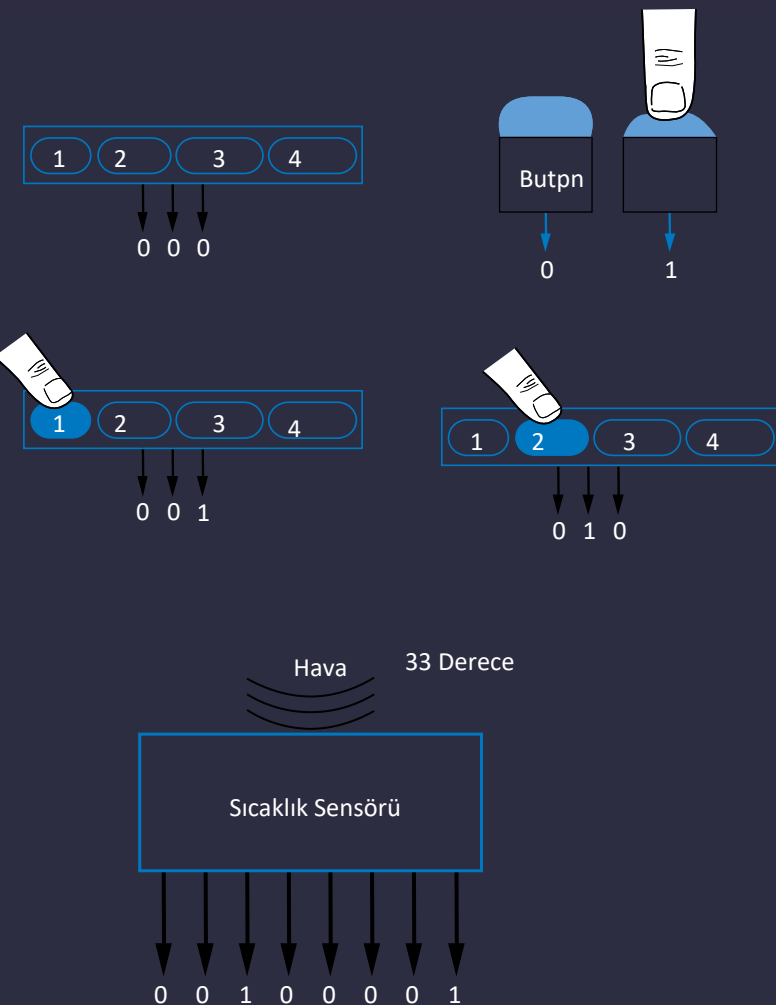 1 2 3 4
0 0 0
Butpn
0 1
1 2 3 4
0 0 1
1 2 3 4
0 1 0
Hava 33 Derece
Sıcaklık Sensörü
0 0 1 0 0 0 0 1